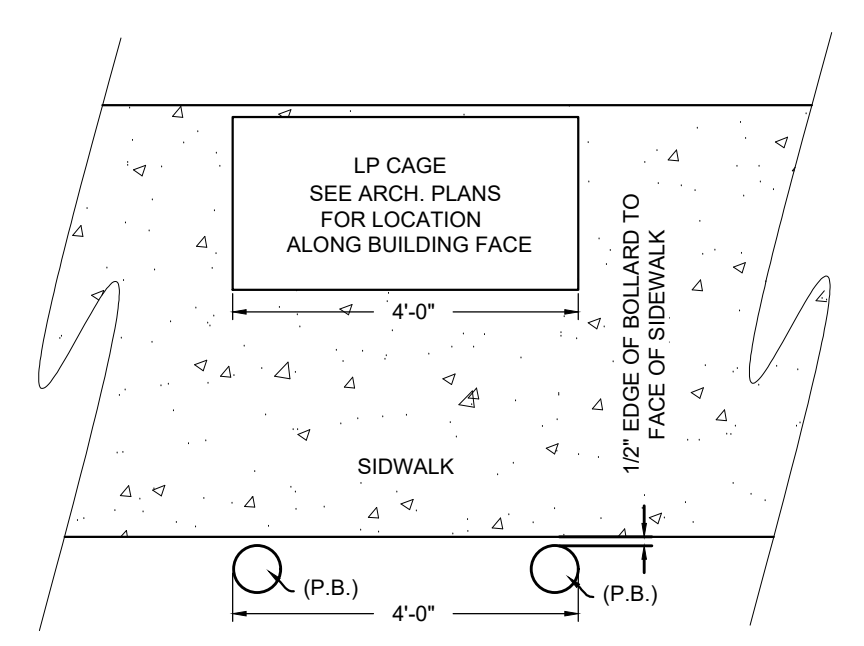 LP CAGE
SEE ARCH. PLANS
FOR LOCATION
ALONG BUILDING FACE
4'-0"
1/2" EDGE OF BOLLARD TO
FACE OF SIDEWALK
SIDWALK
(P.B.)
(P.B.)
4'-0"